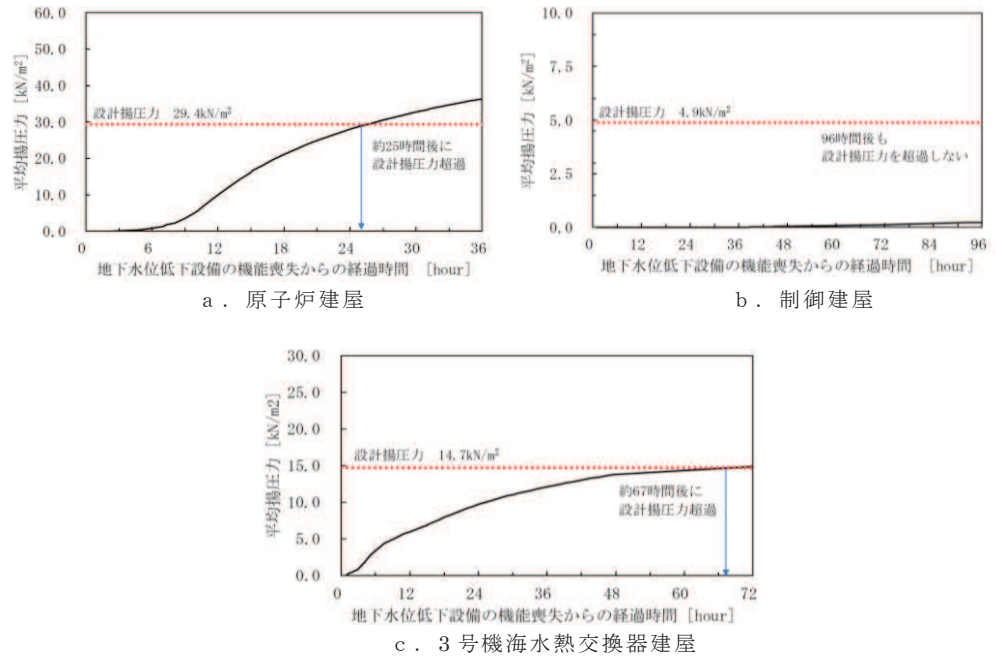 平均揚圧力 [kN/m²]
60.0
50.0
40.0
30.0
20.0
10.0
0.0
設計揚圧力 29.4kN/m²
約25時間後に
設計揚圧力超過
0 6 12 18 24 30 36
地下水位低下設備の機能喪失からの経過時間 [hour]
a．原子炉建屋
平均揚圧力 [kN/m²]
10.0
7.5
5.0
2.5
0.0
設計揚圧力 4.9kN/m²
96時間後も
設計揚圧力を超過しない
0 12 24 36 48 60 72 84 96
地下水位低下設備の機能喪失からの経過時間 [hour]
b．制御建屋
平均揚圧力 [kN/m2]
30.0
25.0
20.0
15.0
10.0
5.0
0.0
設計揚圧力 14.7kN/m²
約67時間後に
設計揚圧力超過
0 12 24 36 48 60 72
地下水位低下設備の機能喪失からの経過時間 [hour]
c．3号機海水熱交換器建屋